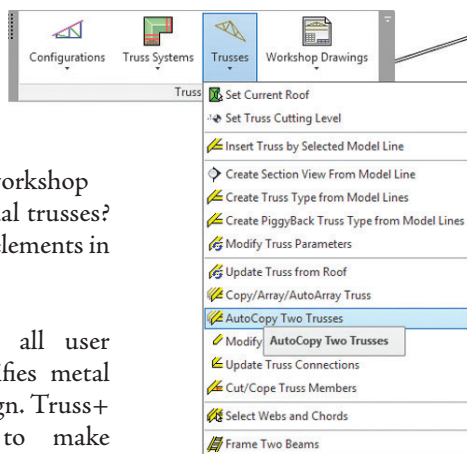 Configurations Truss Systems Trusses Workshop Drawings
Truss
Set Current Roof
Set Truss Cutting Level
Insert Truss by Selected Model Line
Create Section View From Model Line
Create Truss Type from Model Lines
Create PiggyBack Truss Type from Model Lines
Modify Truss Parameters
Update Truss from Roof
Copy/Array/AutoArray Truss
AutoCopy Two Trusses
Modify
AutoCopy Two Trusses
Update Truss Connections
Cut/Cope Truss Members
Select Webs and Chords
Frame Two Beams
orkshop
al trusses?
elements in
all user
fies metal
gn. Truss+
to make